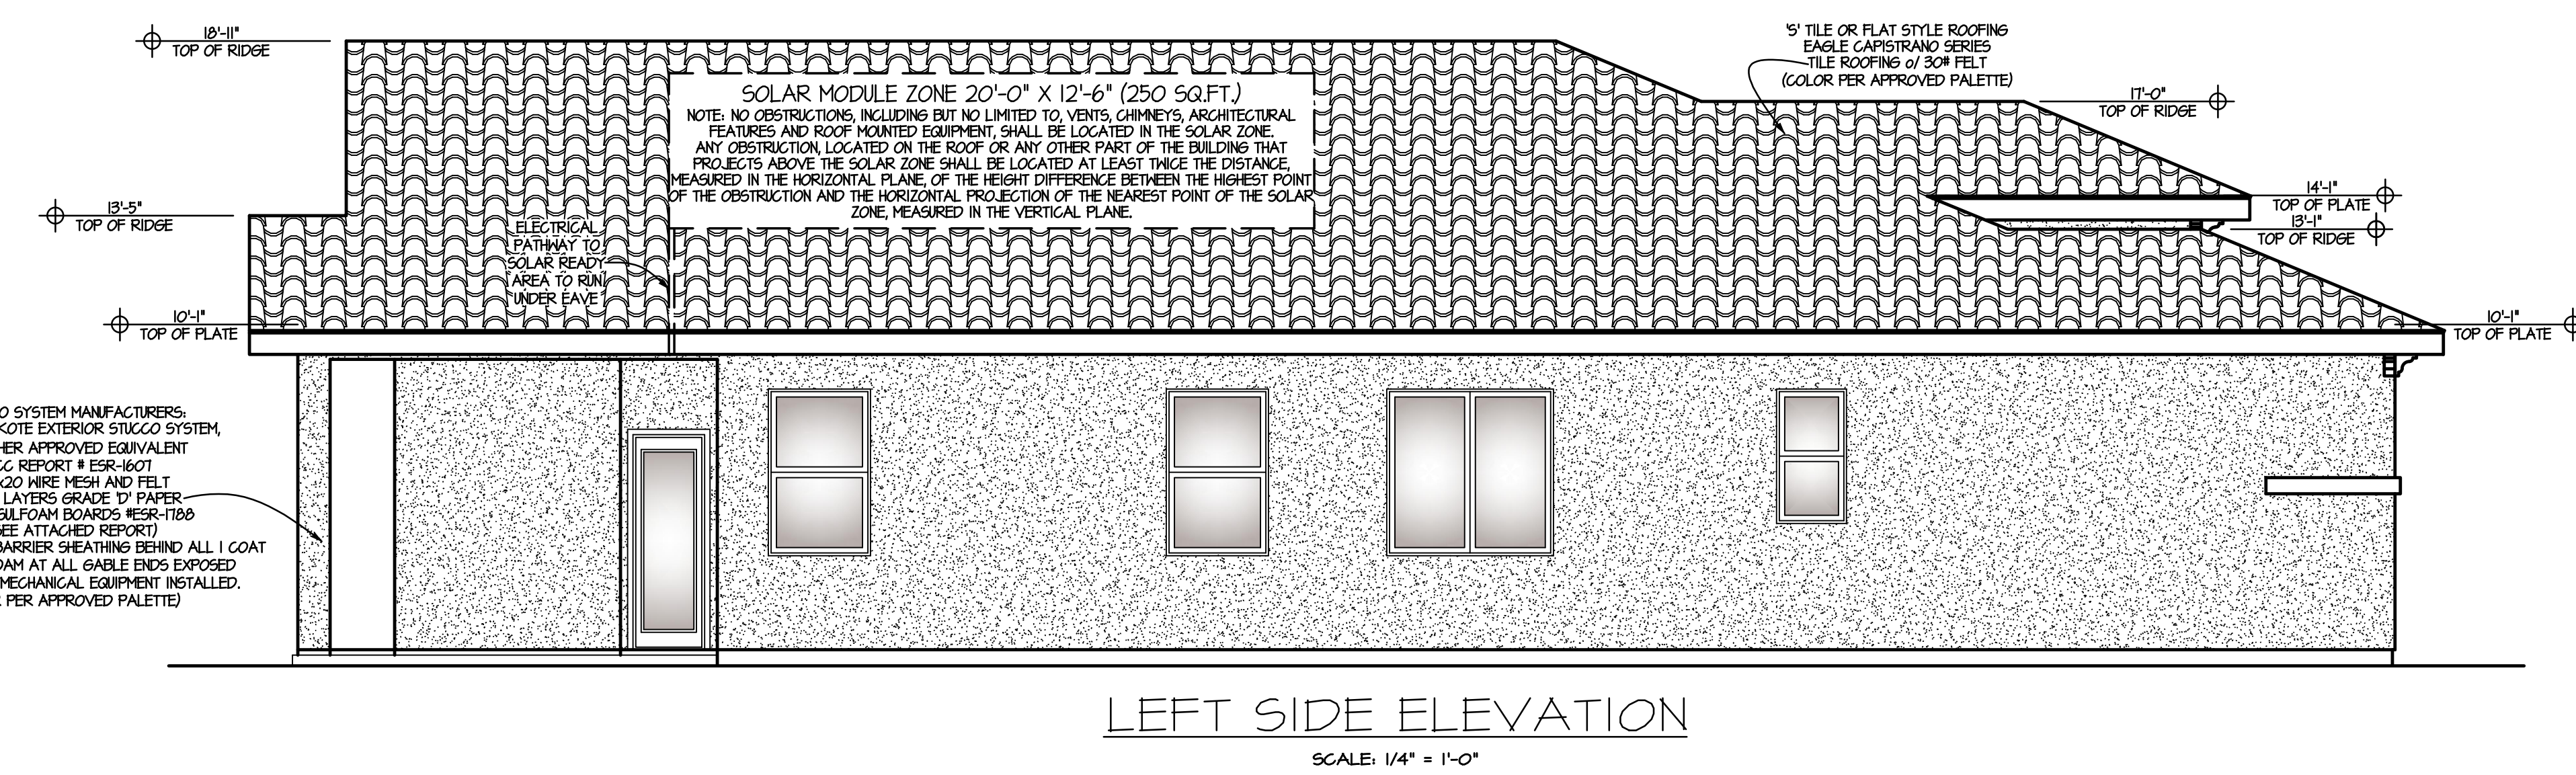 18'-11"
TOP OF RIDGE
'S' TILE OR FLAT STYLE ROOFING
EAGLE CAPISTRANO SERIES
TILE ROOFING o/ 30# FELT
(COLOR PER APPROVED PALETTE)
17'-0"
TOP OF RIDGE
SOLAR MODULE ZONE 20'-0" X 12'-6" (250 SQ.FT.)
NOTE: NO OBSTRUCTIONS, INCLUDING BUT NO LIMITED TO, VENTS, CHIMNEYS, ARCHITECTURAL
FEATURES AND ROOF MOUNTED EQUIPMENT, SHALL BE LOCATED IN THE SOLAR ZONE.
ANY OBSTRUCTION, LOCATED ON THE ROOF OR ANY OTHER PART OF THE BUILDING THAT
PROJECTS ABOVE THE SOLAR ZONE SHALL BE LOCATED AT LEAST TWICE THE DISTANCE,
MEASURED IN THE HORIZONTAL PLANE, OF THE HEIGHT DIFFERENCE BETWEEN THE HIGHEST POINT
OF THE OBSTRUCTION AND THE HORIZONTAL PROJECTION OF THE NEAREST POINT OF THE SOLAR
ZONE, MEASURED IN THE VERTICAL PLANE.
13'-5"
TOP OF RIDGE
14'-1"
TOP OF PLATE
13'-1"
TOP OF RIDGE
ELECTRICAL
PATHWAY TO
SOLAR READY
AREA TO RUN
UNDER EAVE
10'-1"
TOP OF PLATE
10'-1"
TOP OF PLATE
O SYSTEM MANUFACTURERS:
KOTE EXTERIOR STUCCO SYSTEM,
HER APPROVED EQUIVALENT
CC REPORT # ESR-1607
x20 WIRE MESH AND FELT
LAYERS GRADE 'D' PAPER
SULFOAM BOARDS #ESR-1788
SEE ATTACHED REPORT)
BARRIER SHEATHING BEHIND ALL 1 COAT
OAM AT ALL GABLE ENDS EXPOSED
MECHANICAL EQUIPMENT INSTALLED.
PER APPROVED PALETTE)
LEFT SIDE ELEVATION
SCALE: 1/4" = 1'-0"